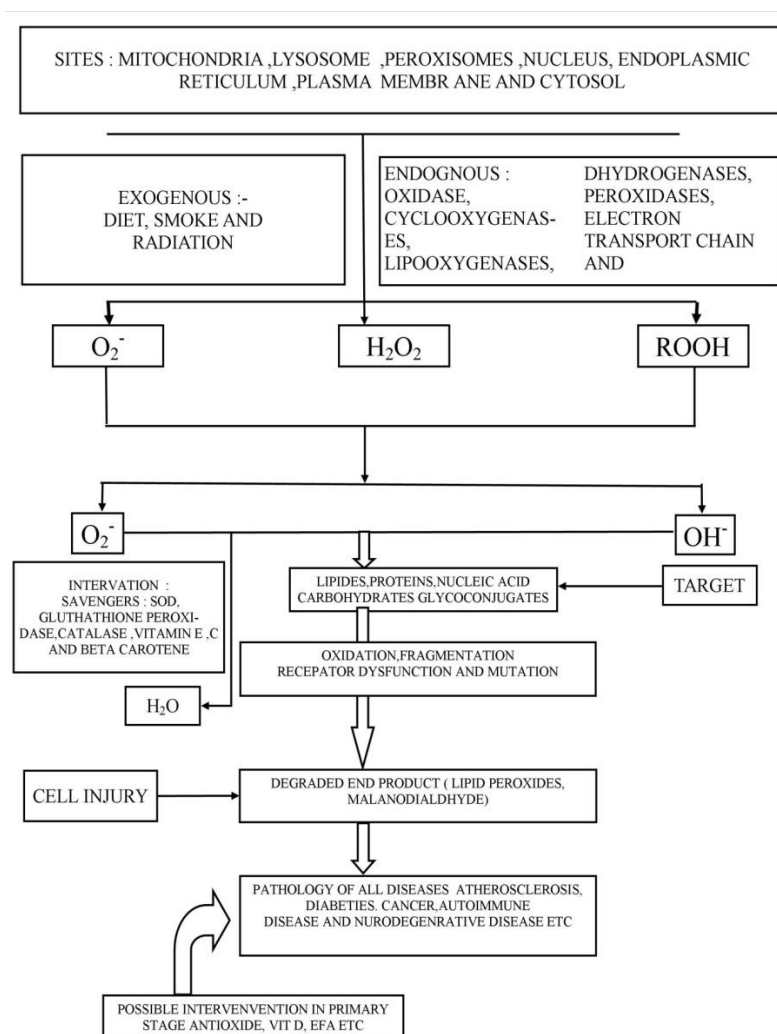 SITES : MITOCHONDRIA ,LYSOSOME ,PEROXISOMES ,NUCLEUS, ENDOPLASMIC
RETICULUM ,PLASMA MEMBR ANE AND CYTOSOL
EXOGENOUS :-
DIET, SMOKE AND
RADIATION
ENDOGNOUS :
OXIDASE,
CYCLOOXYGENAS-
ES,
LIPOOXYGENASES,
DHYDROGENASES,
PEROXIDASES,
ELECTRON
TRANSPORT CHAIN
AND
O₂⁻
H₂O₂
ROOH
O₂⁻
OH⁻
INTERVATION :
SAVENGERS : SOD,
GLUTHATHIONE PEROXI-
DASE,CATALASE ,VITAMIN E ,C
AND BETA CAROTENE
LIPIDES,PROTEINS,NUCLEIC ACID
CARBOHYDRATES GLYCOCONJUGATES
TARGET
OXIDATION,FRAGMENTATION
RECEPATOR DYSFUNCTION AND MUTATION
H₂O
CELL INJURY
DEGRADED END PRODUCT ( LIPID PEROXIDES,
MALANODIALDHYDE)
PATHOLOGY OF ALL DISEASES ATHEROSCLEROSIS,
DIABETIES. CANCER,AUTOIMMUNE
DISEASE AND NURODEGENRATIVE DISEASE ETC
POSSIBLE INTERVENVENTION IN PRIMARY
STAGE ANTIOXIDE, VIT D, EFA ETC